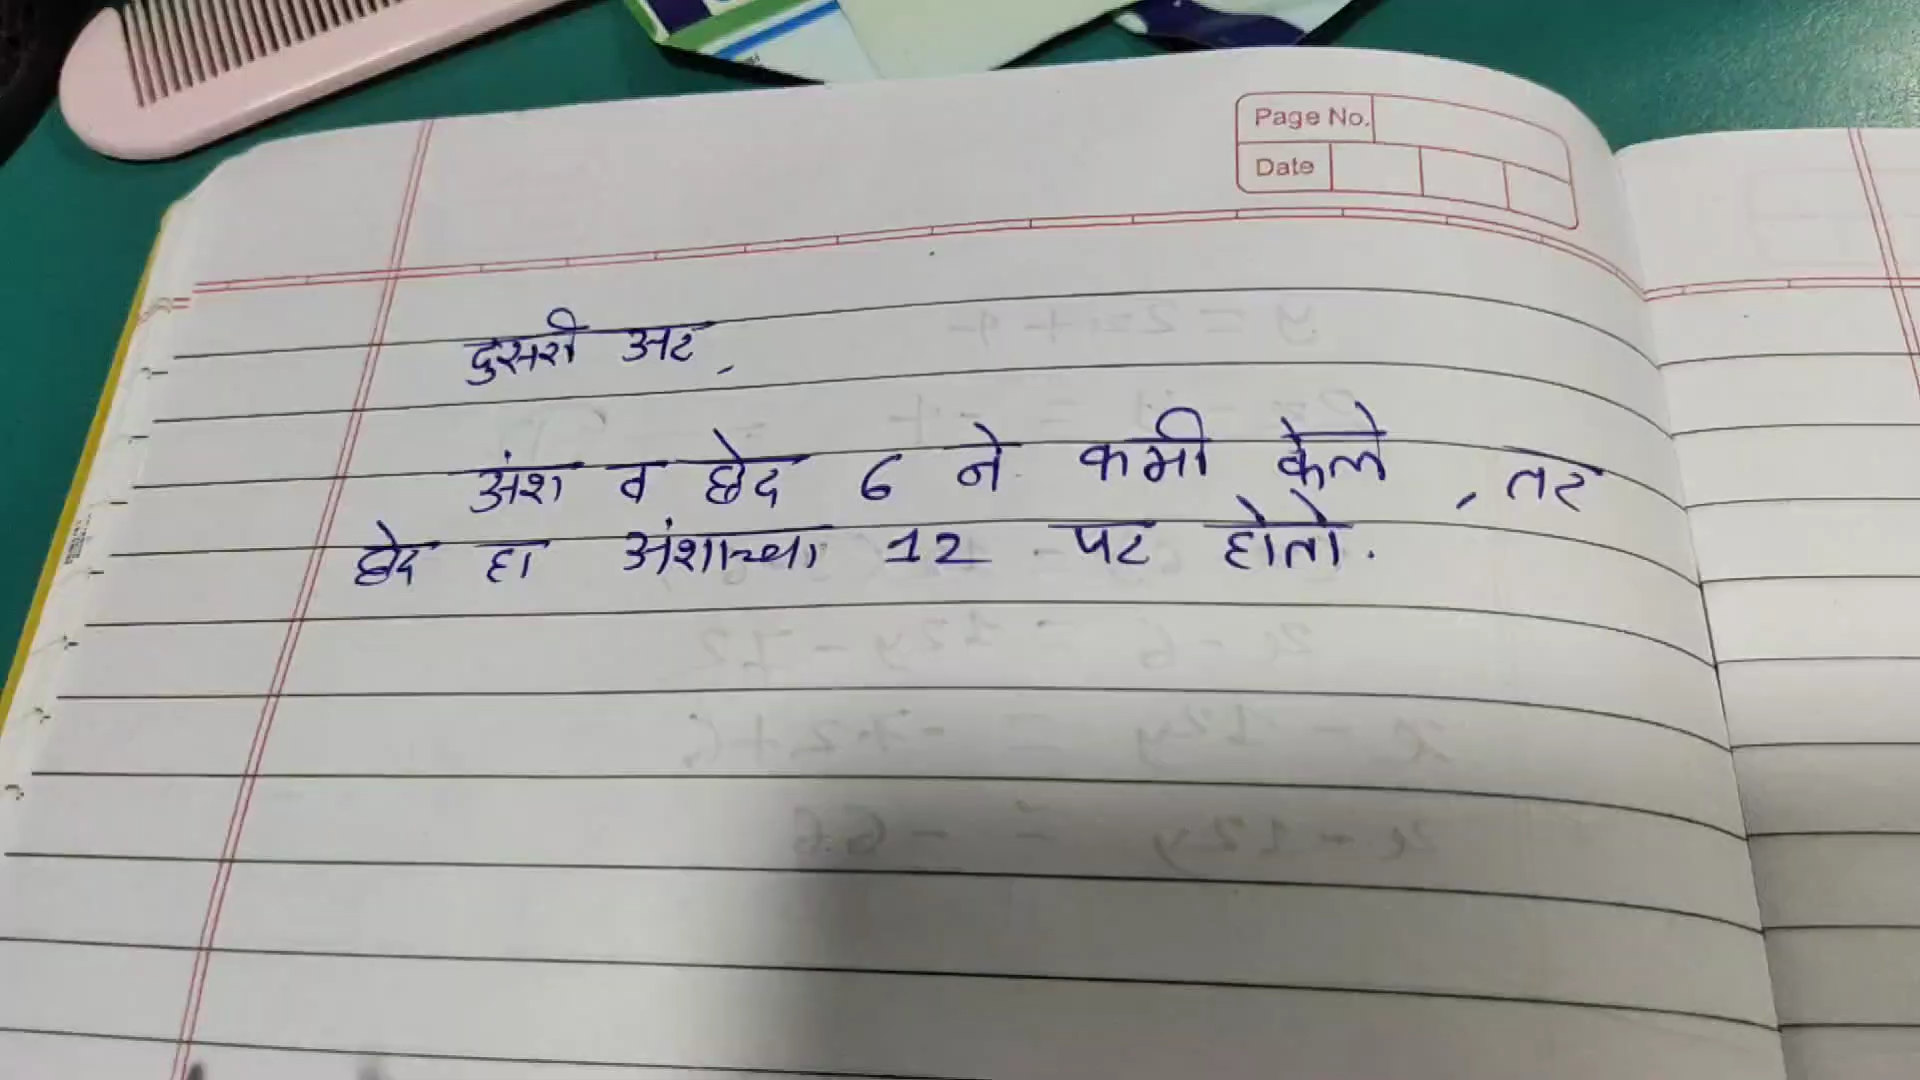 Page No.
Date
दुसरी अट,
अंश व छेद 6 ने कमी केले, तर
छेद हा अंशाच्या 12 पट होतो.